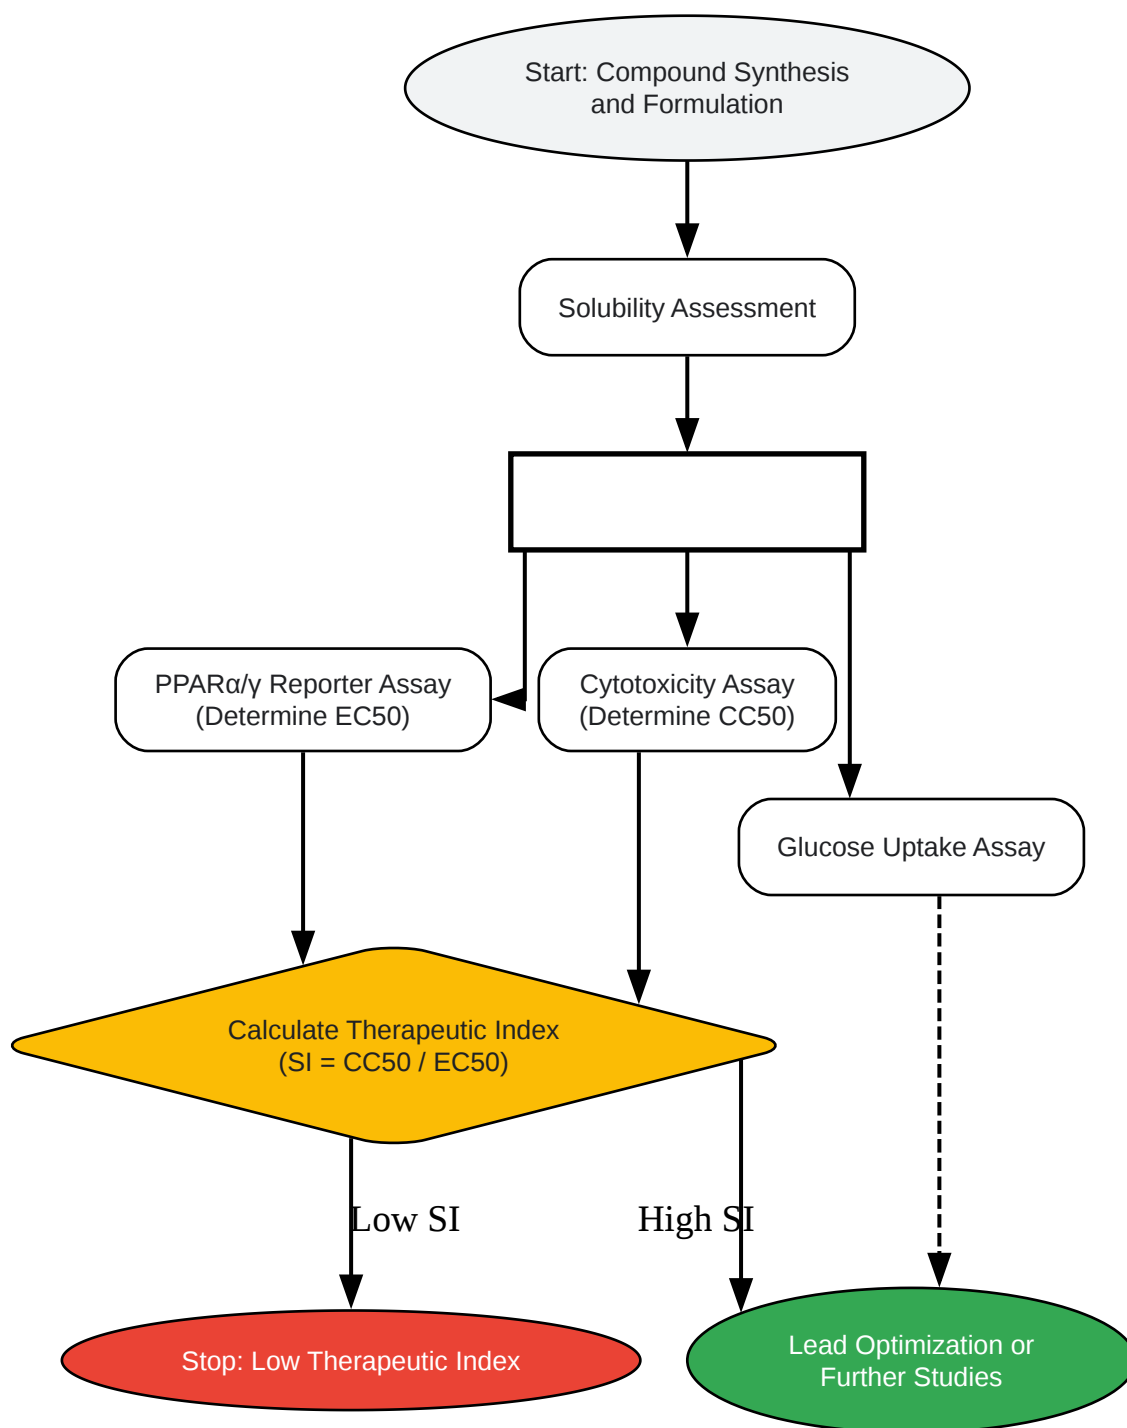 Start: Compound Synthesis
and Formulation
Solubility Assessment
PPARα/γ Reporter Assay
(Determine EC50)
Cytotoxicity Assay
(Determine CC50)
Glucose Uptake Assay
Calculate Therapeutic Index
(SI = CC50 / EC50)
Low SI
High SI
Stop: Low Therapeutic Index
Lead Optimization or
Further Studies